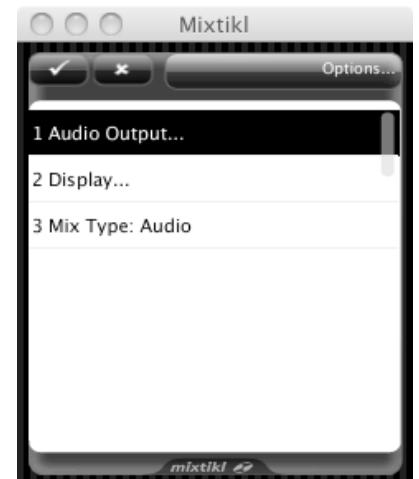 Mixtikl
Options...
1 Audio Output...
2 Display...
3 Mix Type: Audio
mixtikl